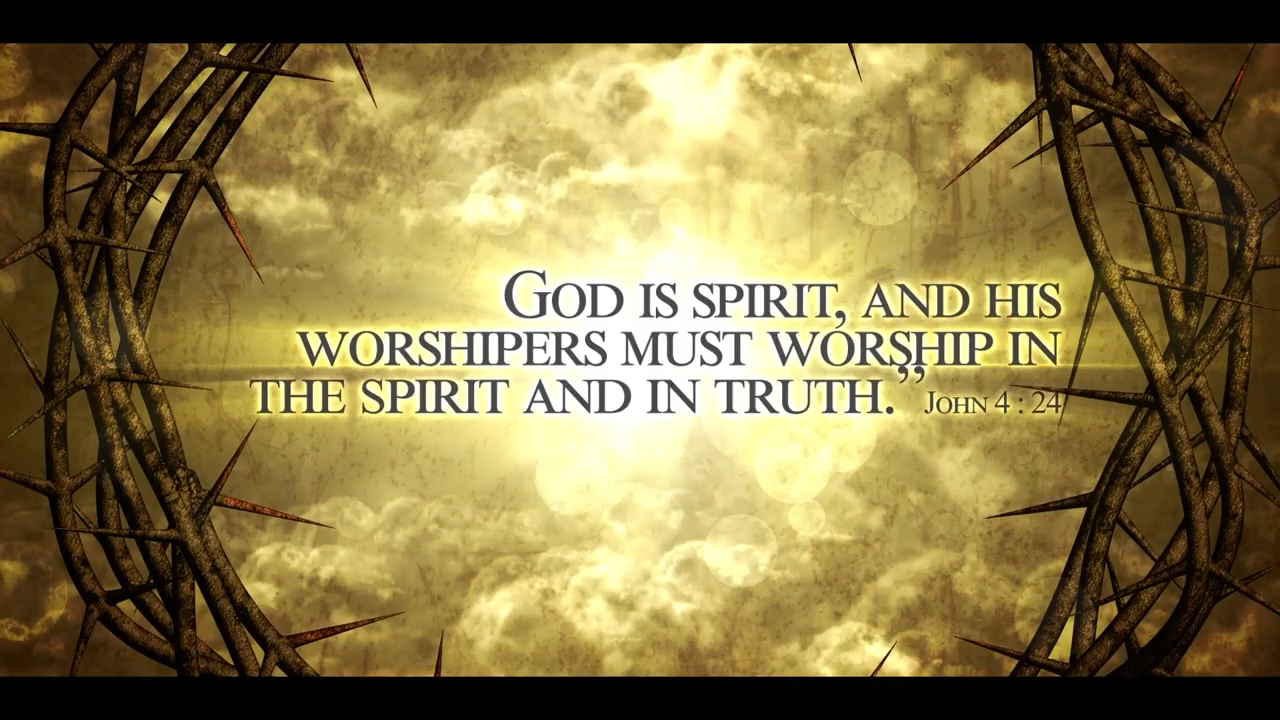 God is spirit, and his
worshipers must worship in
the Spirit and in truth.” John 4 : 24